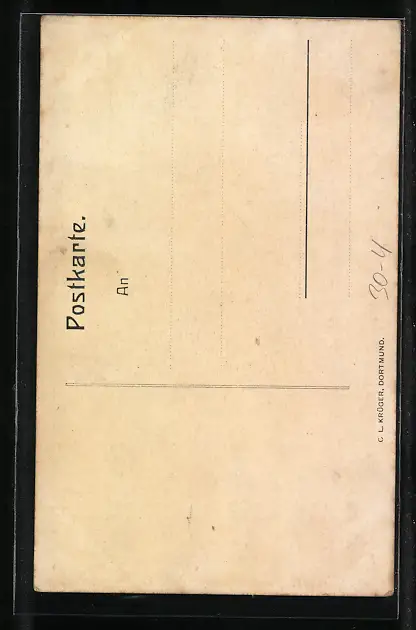 Postkarte.
An
C. L. KRÜGER, DORTMUND.
30-4